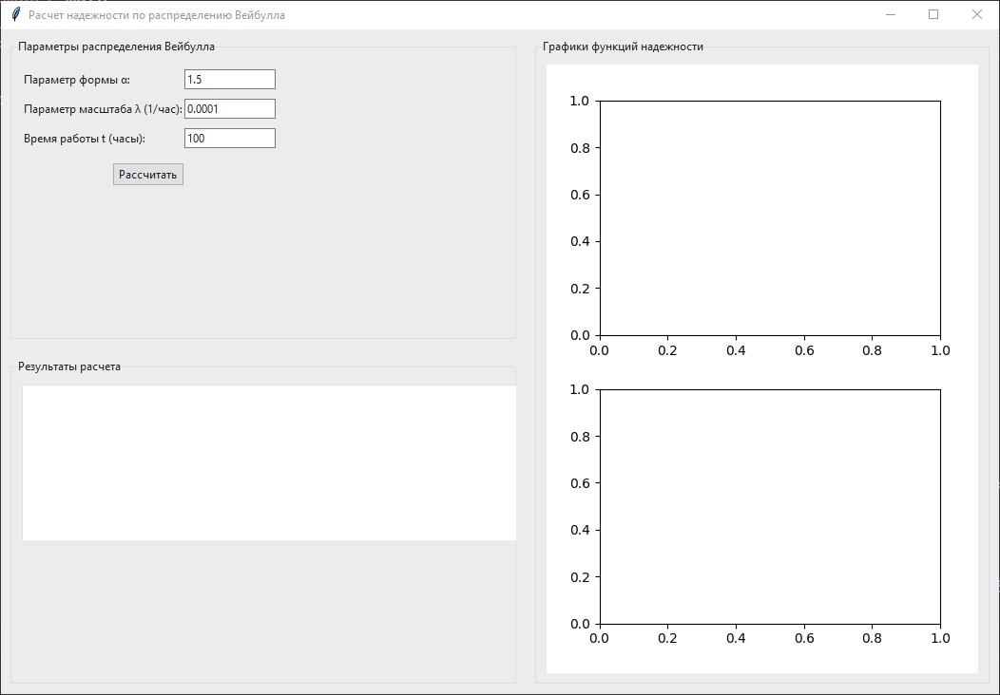 Расчет надежности по распределению Вейбулла
Параметры распределения Вейбулла
Параметр формы α: 1.5
Параметр масштаба λ (1/час): 0.0001
Время работы t (часы): 100
Рассчитать
Результаты расчета
Графики функций надежности
1.0
0.8
0.6
0.4
0.2
0.0
0.0 0.2 0.4 0.6 0.8 1.0
1.0
0.8
0.6
0.4
0.2
0.0
0.0 0.2 0.4 0.6 0.8 1.0